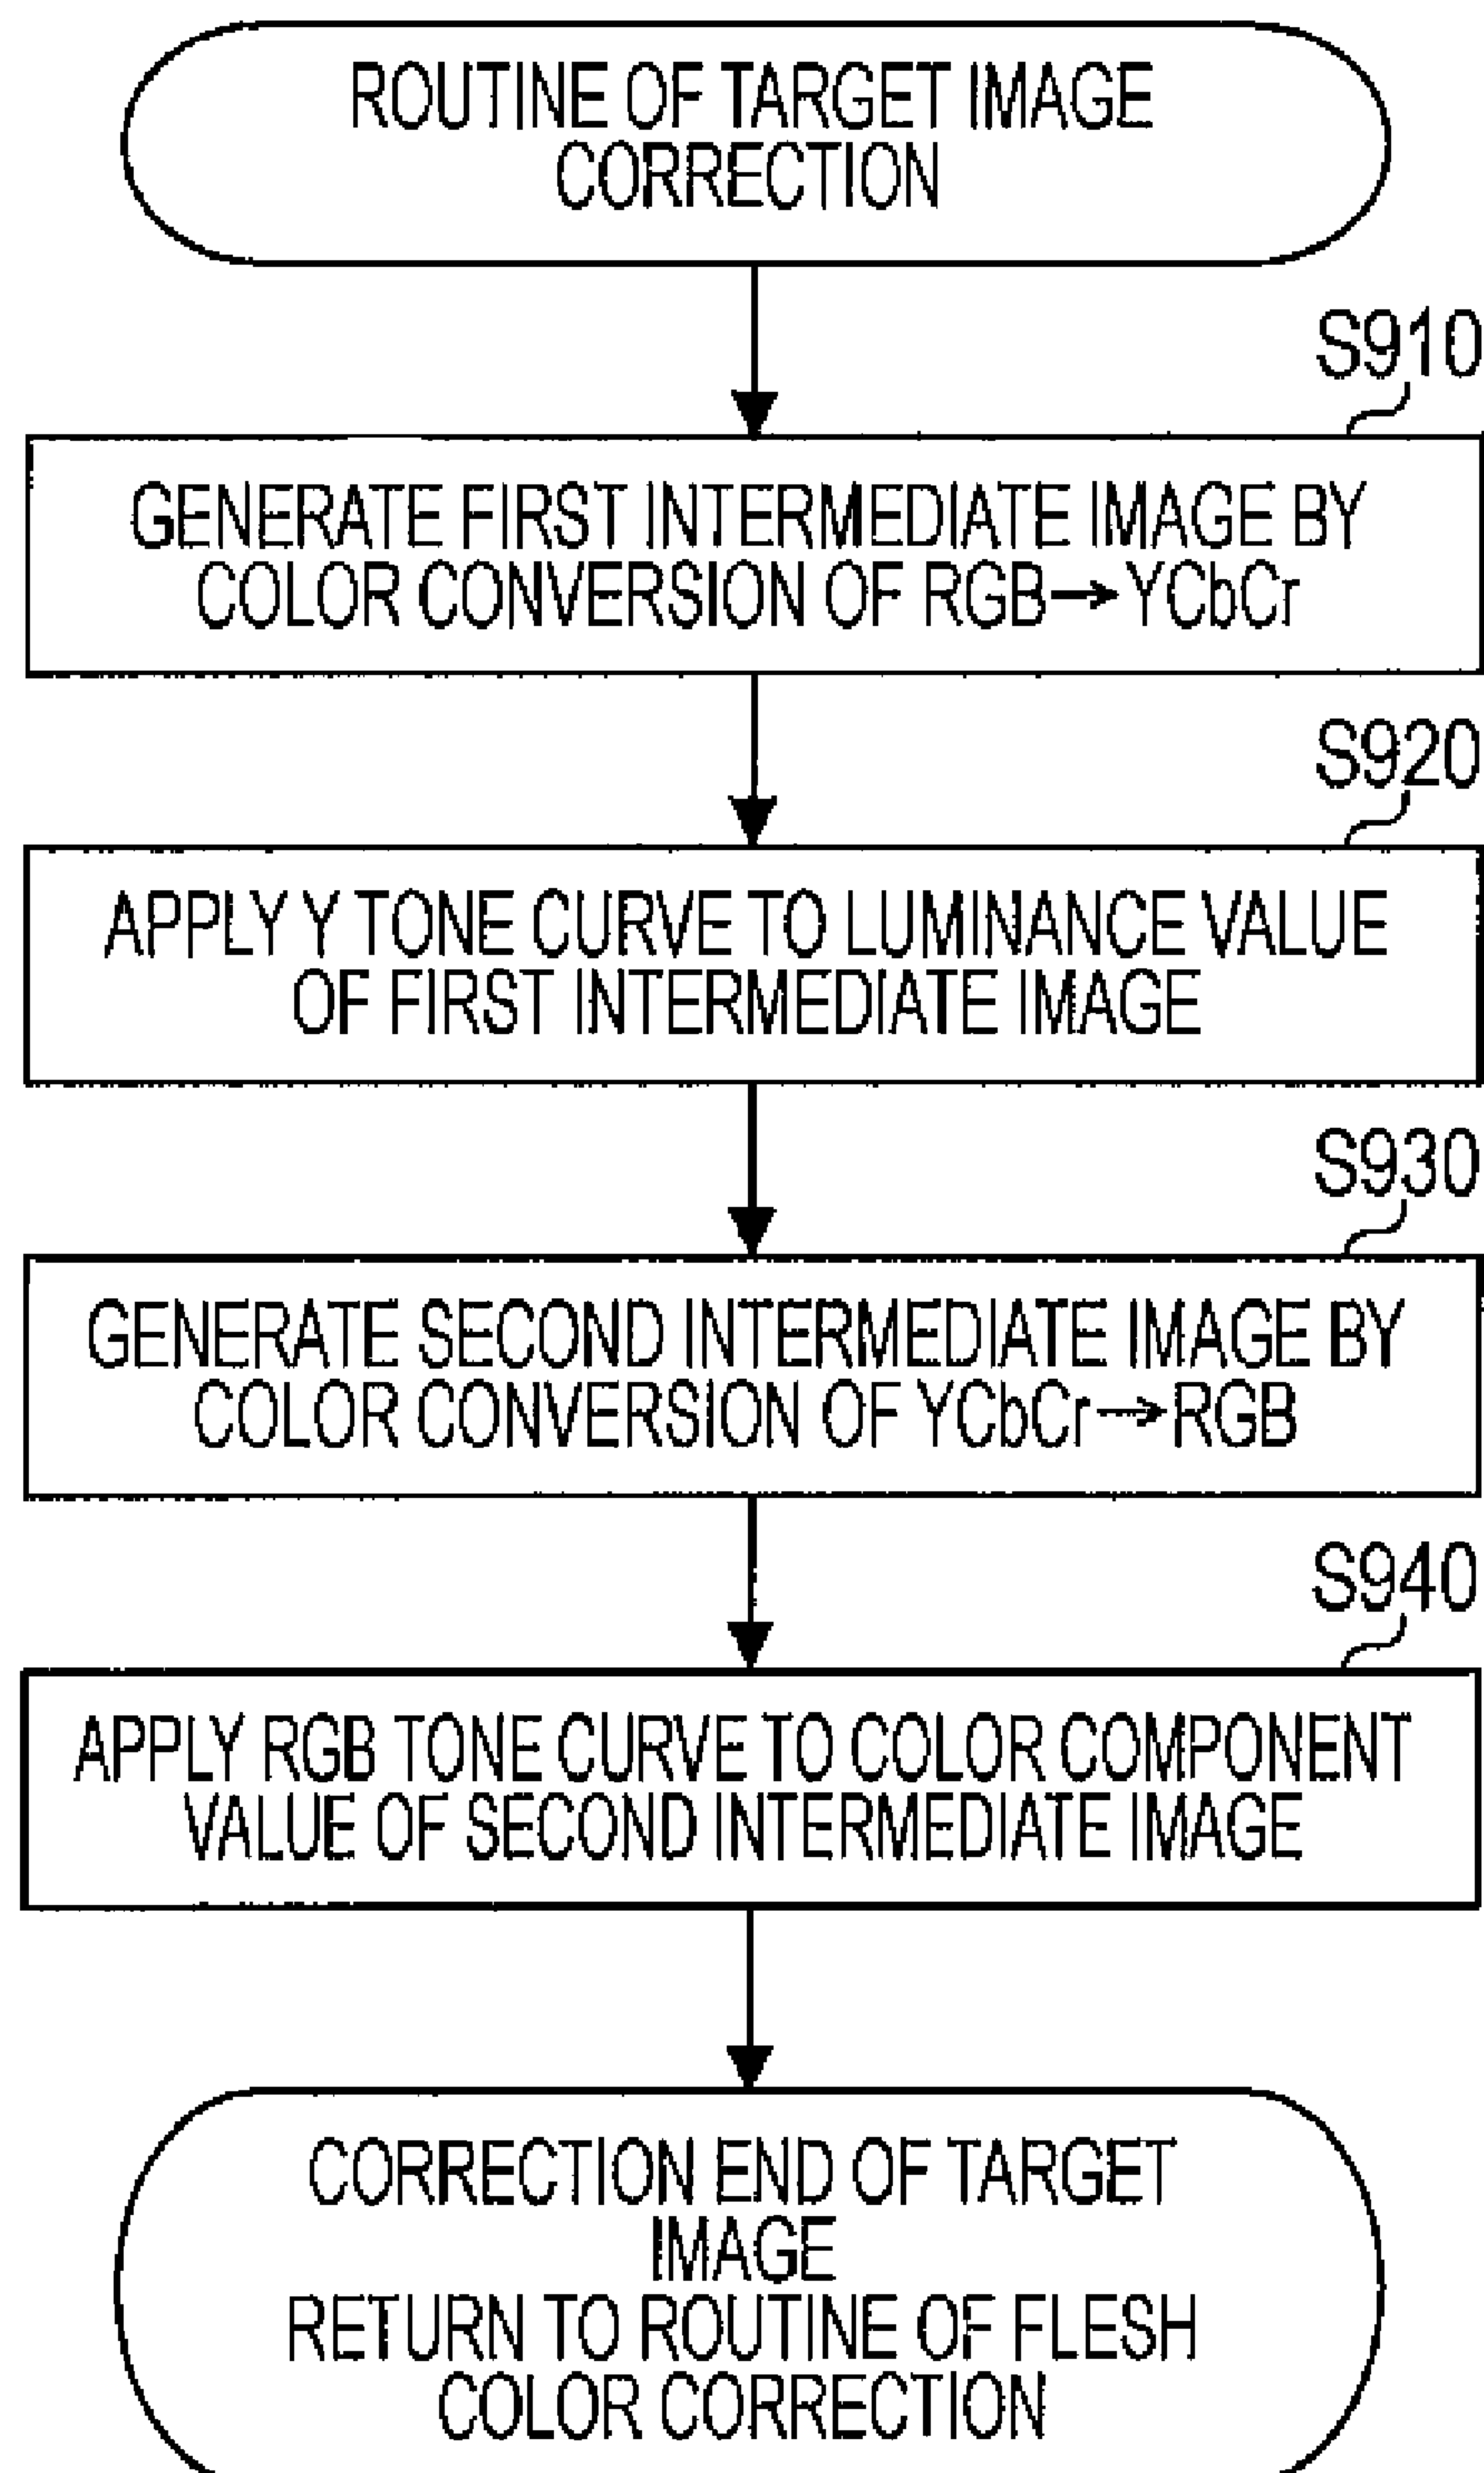 ROUTINE OF TARGET IMAGE
CORRECTION
S910
GENERATE FIRST INTERMEDIATE IMAGE BY
COLOR CONVERSION OF RGB→YCbCr
S920
APPLY Y TONE CURVE TO LUMINANCE VALUE
OF FIRST INTERMEDIATE IMAGE
S930
GENERATE SECOND INTERMEDIATE IMAGE BY
COLOR CONVERSION OF YCbCr→RGB
S940
APPLY RGB TONE CURVE TO COLOR COMPONENT
VALUE OF SECOND INTERMEDIATE IMAGE
CORRECTION END OF TARGET
IMAGE
RETURN TO ROUTINE OF FLESH
COLOR CORRECTION